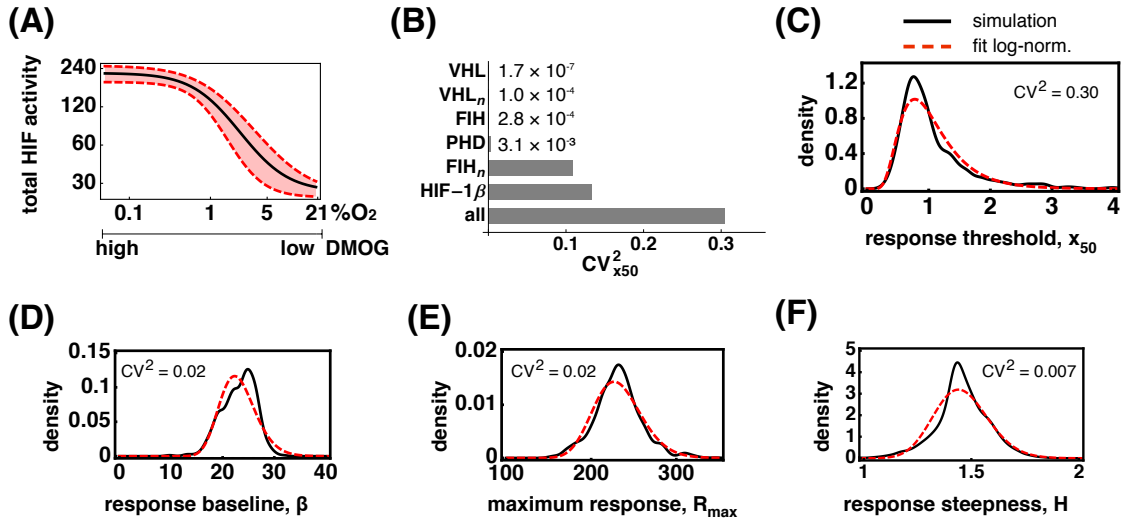 (A)
total HIF activity
240
120
60
30
0.1
1
5
21
%O2
high
low
DMOG
(B)
VHL
1.7 × 10-7
VHLn
1.0 × 10-4
FIH
2.8 × 10-4
PHD
3.1 × 10-3
FIHn
HIF−1β
all
0.1
0.2
0.3
CV2x50
(C)
simulation
fit log-norm.
CV2 = 0.30
density
1.2
0.8
0.4
0
0
1
2
3
4
response threshold, x50
(D)
CV2 = 0.02
density
0.15
0.1
0.05
0
0
10
20
30
40
response baseline, β
(E)
CV2 = 0.02
density
0.02
0.01
0
100
200
300
maximum response, Rmax
(F)
CV2 = 0.007
density
5
4
3
2
1
0
1
1.5
2
response steepness, H